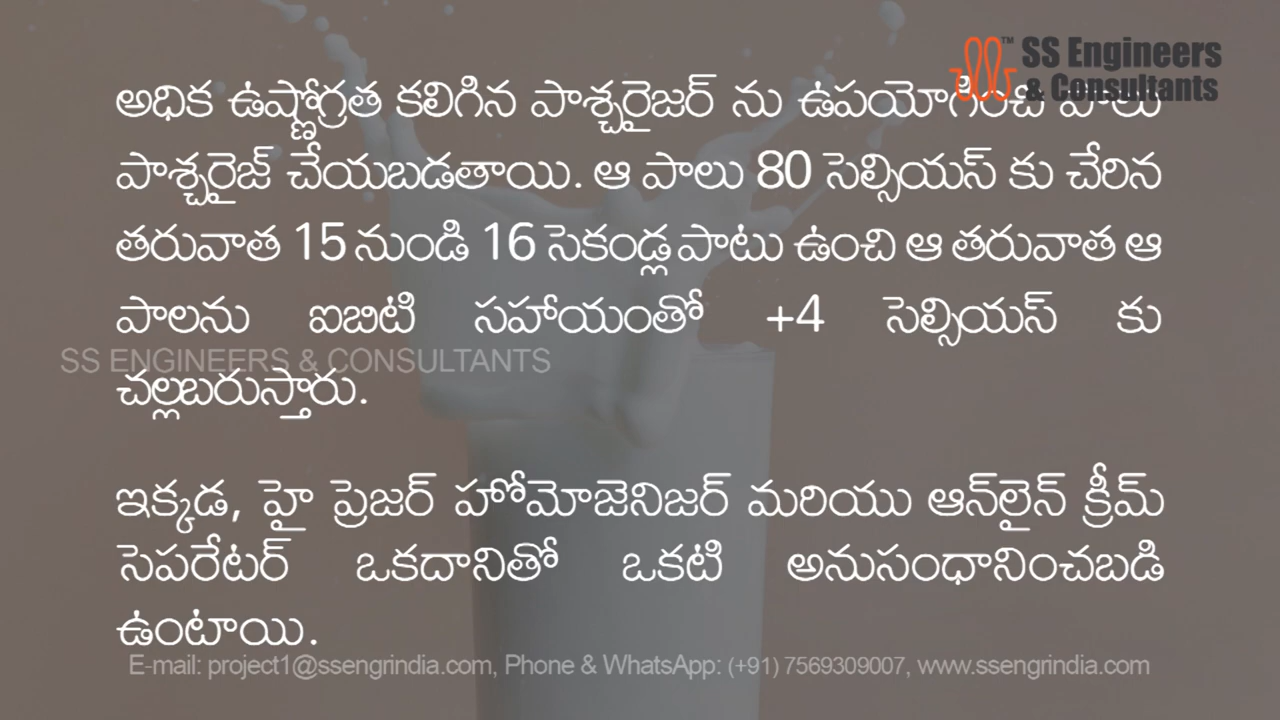 SS Engineers
& Consultants
అధిక ఉష్ణోగ్రత కలిగిన పాశ్చరైజర్ ను ఉపయోగించి పాలు
పాశ్చరైజ్ చేయబడతాయి. ఆ పాలు 80 సెల్సియస్ కు చేరిన
తరువాత 15 నుండి 16 సెకండ్ల పాటు ఉంచి ఆ తరువాత ఆ
పాలను ఐబిటి సహాయంతో +4 సెల్సియస్ కు
SS ENGINEERS & CONSULTANTS
చల్లబరుస్తారు.
ఇక్కడ, హై ప్రెజర్ హోమోజెనిజర్ మరియు ఆన్‌లైన్ క్రీమ్
సెపరేటర్ ఒకదానితో ఒకటి అనుసంధానించబడి
ఉంటాయి.
E-mail: project1@ssengrindia.com, Phone & WhatsApp: (+91) 7569309007, www.ssengrindia.com